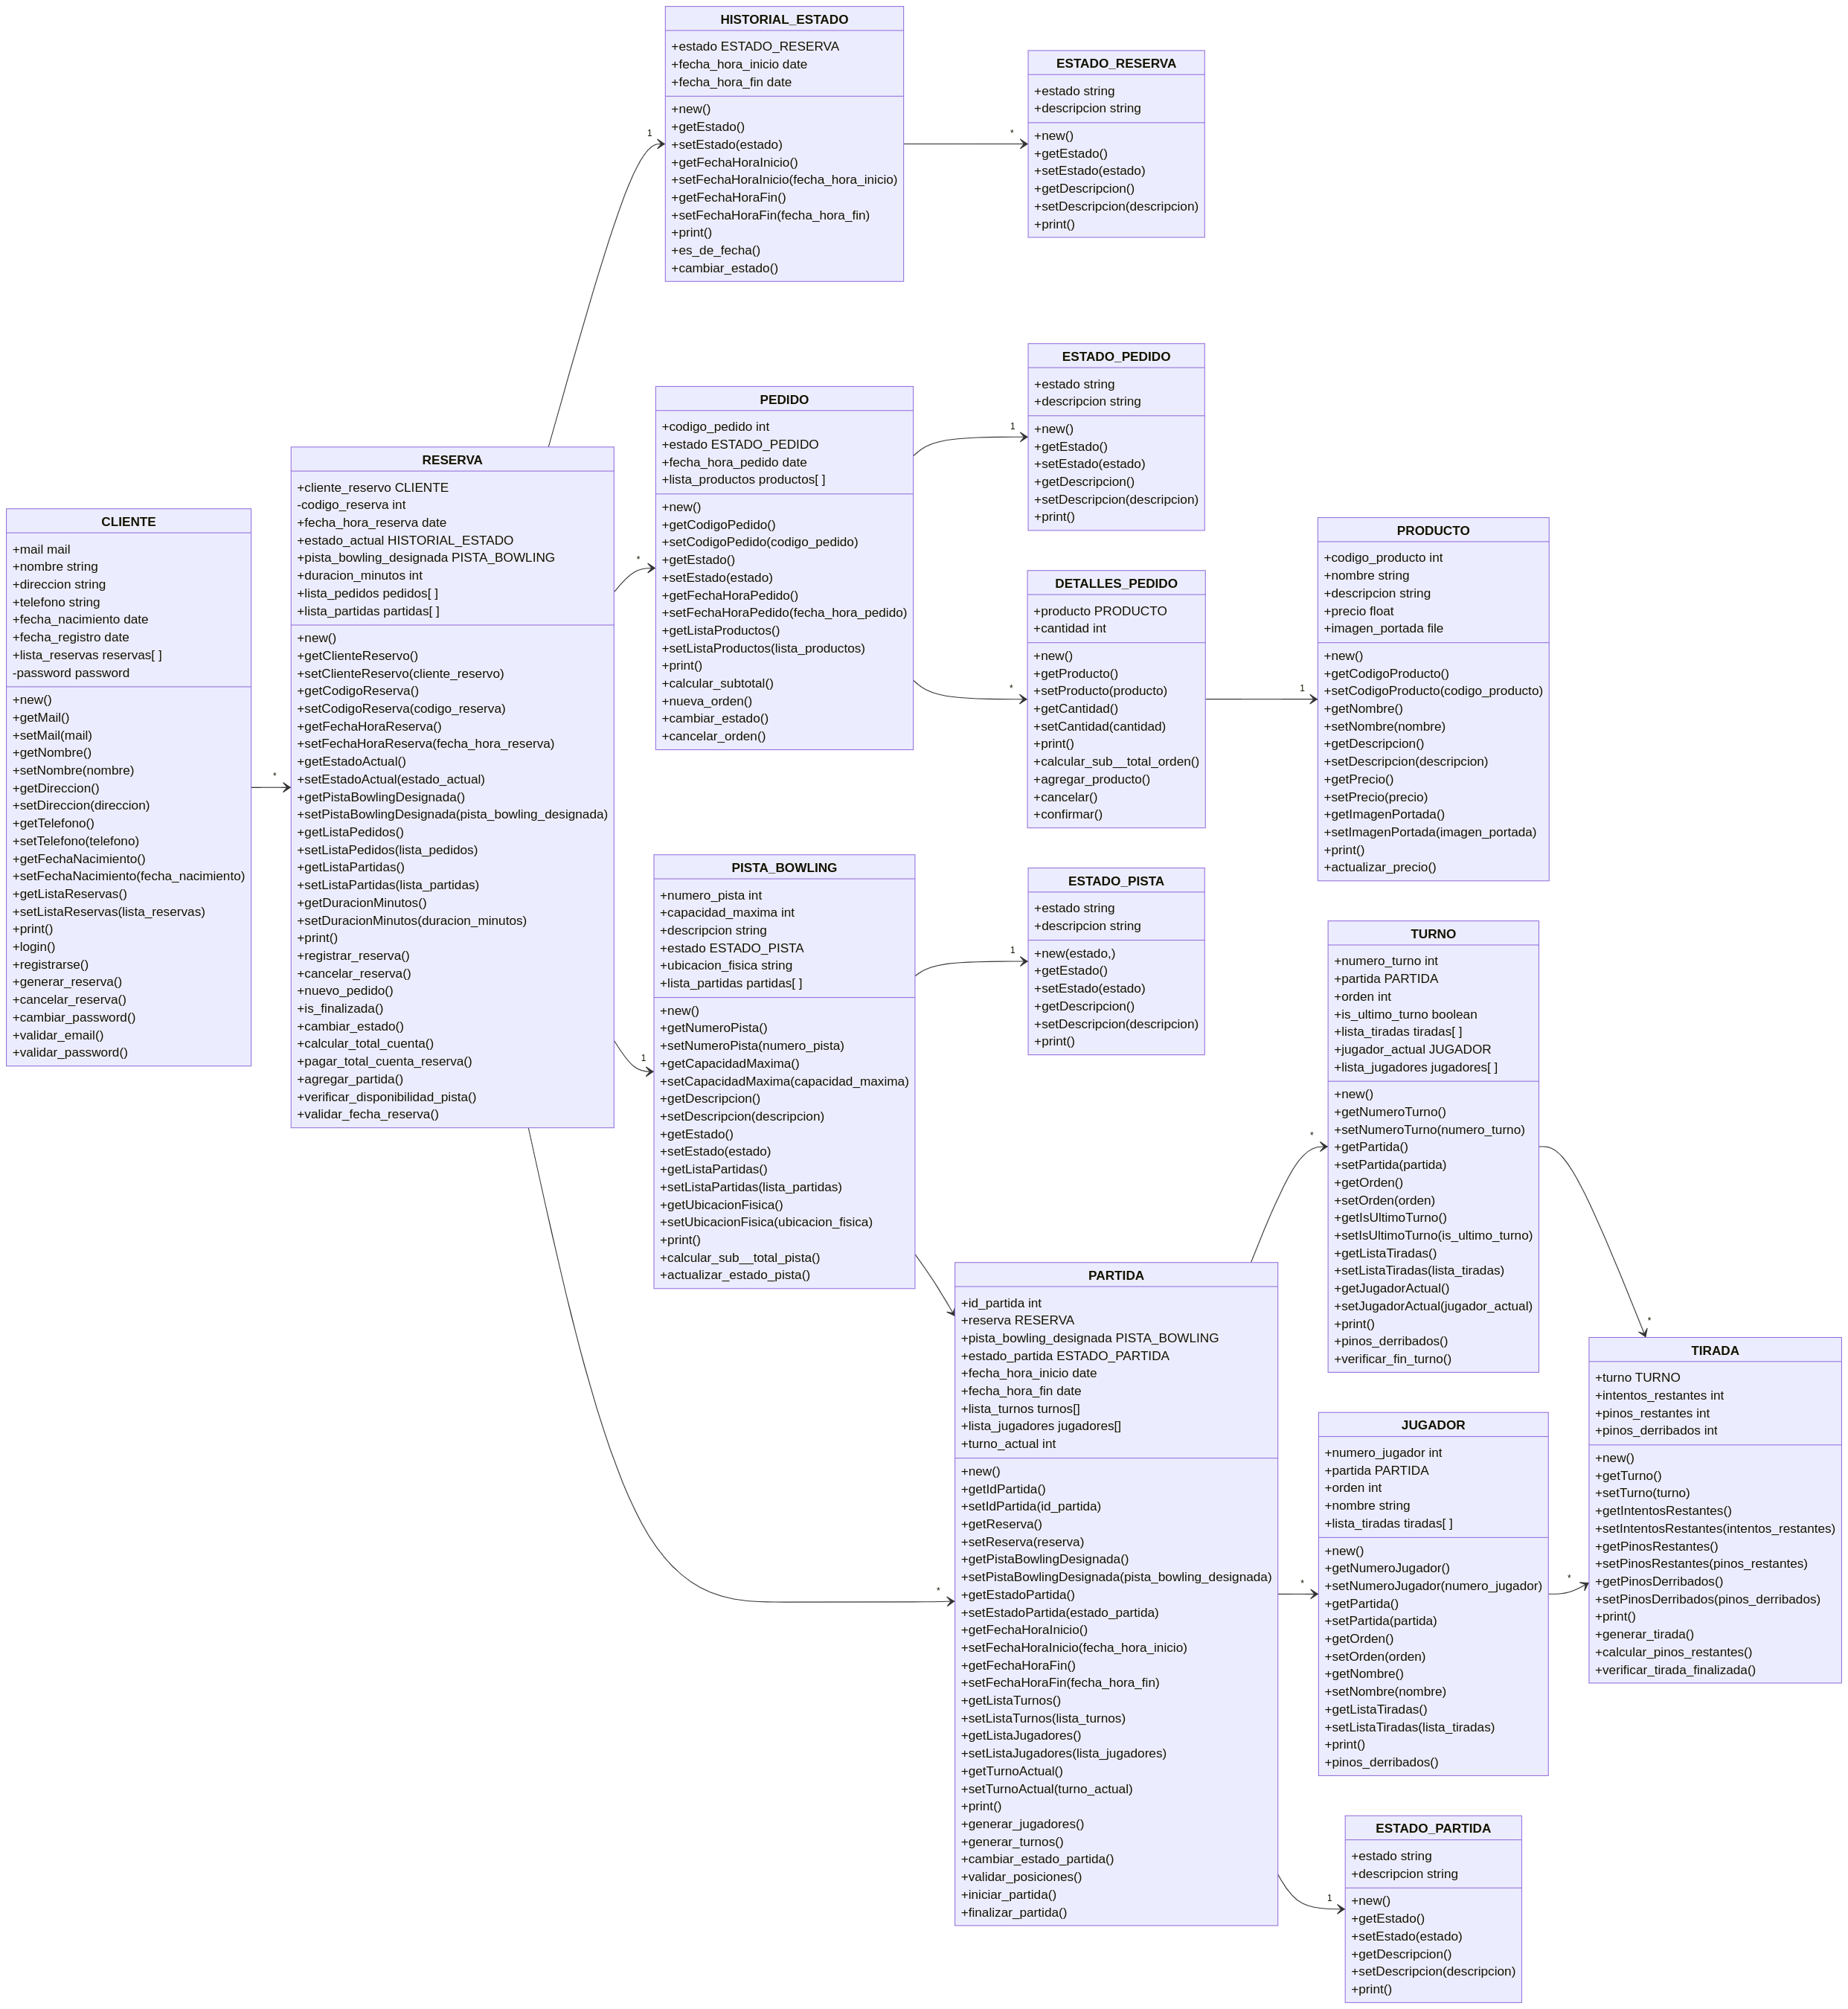 HISTORIAL_ESTADO
+estado ESTADO_RESERVA
+fecha_hora_inicio date
+fecha_hora_fin date
+new()
+getEstado()
+setEstado(estado)
+getFechaHoraInicio()
+setFechaHoraInicio(fecha_hora_inicio)
+getFechaHoraFin()
+setFechaHoraFin(fecha_hora_fin)
+print()
+es_de_fecha()
+cambiar_estado()
1
ESTADO_RESERVA
+estado string
+descripcion string
+new()
+getEstado()
+setEstado(estado)
+getDescripcion()
+setDescripcion(descripcion)
+print()
*
CLIENTE
+mail mail
+nombre string
+direccion string
+telefono string
+fecha_nacimiento date
+fecha_registro date
+lista_reservas reservas[ ]
-password password
+new()
+getMail()
+setMail(mail)
+getNombre()
+setNombre(nombre)
+getDireccion()
+setDireccion(direccion)
+getTelefono()
+setTelefono(telefono)
+getFechaNacimiento()
+setFechaNacimiento(fecha_nacimiento)
+getListaReservas()
+setListaReservas(lista_reservas)
+print()
+login()
+registrarse()
+generar_reserva()
+cancelar_reserva()
+cambiar_password()
+validar_email()
+validar_password()
*
RESERVA
+cliente_reservo CLIENTE
-codigo_reserva int
+fecha_hora_reserva date
+estado_actual HISTORIAL_ESTADO
+pista_bowling_designada PISTA_BOWLING
+duracion_minutos int
+lista_pedidos pedidos[ ]
+lista_partidas partidas[ ]
+new()
+getClienteReservo()
+setClienteReservo(cliente_reservo)
+getCodigoReserva()
+setCodigoReserva(codigo_reserva)
+getFechaHoraReserva()
+setFechaHoraReserva(fecha_hora_reserva)
+getEstadoActual()
+setEstadoActual(estado_actual)
+getPistaBowlingDesignada()
+setPistaBowlingDesignada(pista_bowling_designada)
+getListaPedidos()
+setListaPedidos(lista_pedidos)
+getListaPartidas()
+setListaPartidas(lista_partidas)
+getDuracionMinutos()
+setDuracionMinutos(duracion_minutos)
+print()
+registrar_reserva()
+cancelar_reserva()
+nuevo_pedido()
+is_finalizada()
+cambiar_estado()
+calcular_total_cuenta()
+pagar_total_cuenta_reserva()
+agregar_partida()
+verificar_disponibilidad_pista()
+validar_fecha_reserva()
*
PEDIDO
+codigo_pedido int
+estado ESTADO_PEDIDO
+fecha_hora_pedido date
+lista_productos productos[ ]
+new()
+getCodigoPedido()
+setCodigoPedido(codigo_pedido)
+getEstado()
+setEstado(estado)
+getFechaHoraPedido()
+setFechaHoraPedido(fecha_hora_pedido)
+getListaProductos()
+setListaProductos(lista_productos)
+print()
+calcular_subtotal()
+nueva_orden()
+cambiar_estado()
+cancelar_orden()
1
ESTADO_PEDIDO
+estado string
+descripcion string
+new()
+getEstado()
+setEstado(estado)
+getDescripcion()
+setDescripcion(descripcion)
+print()
*
DETALLES_PEDIDO
+producto PRODUCTO
+cantidad int
+new()
+getProducto()
+setProducto(producto)
+getCantidad()
+setCantidad(cantidad)
+print()
+calcular_sub__total_orden()
+agregar_producto()
+cancelar()
+confirmar()
1
PRODUCTO
+codigo_producto int
+nombre string
+descripcion string
+precio float
+imagen_portada file
+new()
+getCodigoProducto()
+setCodigoProducto(codigo_producto)
+getNombre()
+setNombre(nombre)
+getDescripcion()
+setDescripcion(descripcion)
+getPrecio()
+setPrecio(precio)
+getImagenPortada()
+setImagenPortada(imagen_portada)
+print()
+actualizar_precio()
1
PISTA_BOWLING
+numero_pista int
+capacidad_maxima int
+descripcion string
+estado ESTADO_PISTA
+ubicacion_fisica string
+lista_partidas partidas[ ]
+new()
+getNumeroPista()
+setNumeroPista(numero_pista)
+getCapacidadMaxima()
+setCapacidadMaxima(capacidad_maxima)
+getDescripcion()
+setDescripcion(descripcion)
+getEstado()
+setEstado(estado)
+getListaPartidas()
+setListaPartidas(lista_partidas)
+getUbicacionFisica()
+setUbicacionFisica(ubicacion_fisica)
+print()
+calcular_sub__total_pista()
+actualizar_estado_pista()
1
ESTADO_PISTA
+estado string
+descripcion string
+new(estado,)
+getEstado()
+setEstado(estado)
+getDescripcion()
+setDescripcion(descripcion)
+print()
*
PARTIDA
+id_partida int
+reserva RESERVA
+pista_bowling_designada PISTA_BOWLING
+estado_partida ESTADO_PARTIDA
+fecha_hora_inicio date
+fecha_hora_fin date
+lista_turnos turnos[]
+lista_jugadores jugadores[]
+turno_actual int
+new()
+getIdPartida()
+setIdPartida(id_partida)
+getReserva()
+setReserva(reserva)
+getPistaBowlingDesignada()
+setPistaBowlingDesignada(pista_bowling_designada)
+getEstadoPartida()
+setEstadoPartida(estado_partida)
+getFechaHoraInicio()
+setFechaHoraInicio(fecha_hora_inicio)
+getFechaHoraFin()
+setFechaHoraFin(fecha_hora_fin)
+getListaTurnos()
+setListaTurnos(lista_turnos)
+getListaJugadores()
+setListaJugadores(lista_jugadores)
+getTurnoActual()
+setTurnoActual(turno_actual)
+print()
+generar_jugadores()
+generar_turnos()
+cambiar_estado_partida()
+validar_posiciones()
+iniciar_partida()
+finalizar_partida()
*
TURNO
+numero_turno int
+partida PARTIDA
+orden int
+is_ultimo_turno boolean
+lista_tiradas tiradas[ ]
+jugador_actual JUGADOR
+lista_jugadores jugadores[ ]
+new()
+getNumeroTurno()
+setNumeroTurno(numero_turno)
+getPartida()
+setPartida(partida)
+getOrden()
+setOrden(orden)
+getIsUltimoTurno()
+setIsUltimoTurno(is_ultimo_turno)
+getListaTiradas()
+setListaTiradas(lista_tiradas)
+getJugadorActual()
+setJugadorActual(jugador_actual)
+print()
+pinos_derribados()
+verificar_fin_turno()
*
JUGADOR
+numero_jugador int
+partida PARTIDA
+orden int
+nombre string
+lista_tiradas tiradas[ ]
+new()
+getNumeroJugador()
+setNumeroJugador(numero_jugador)
+getPartida()
+setPartida(partida)
+getOrden()
+setOrden(orden)
+getNombre()
+setNombre(nombre)
+getListaTiradas()
+setListaTiradas(lista_tiradas)
+print()
+pinos_derribados()
*
*
TIRADA
+turno TURNO
+intentos_restantes int
+pinos_restantes int
+pinos_derribados int
+new()
+getTurno()
+setTurno(turno)
+getIntentosRestantes()
+setIntentosRestantes(intentos_restantes)
+getPinosRestantes()
+setPinosRestantes(pinos_restantes)
+getPinosDerribados()
+setPinosDerribados(pinos_derribados)
+print()
+generar_tirada()
+calcular_pinos_restantes()
+verificar_tirada_finalizada()
1
ESTADO_PARTIDA
+estado string
+descripcion string
+new()
+getEstado()
+setEstado(estado)
+getDescripcion()
+setDescripcion(descripcion)
+print()